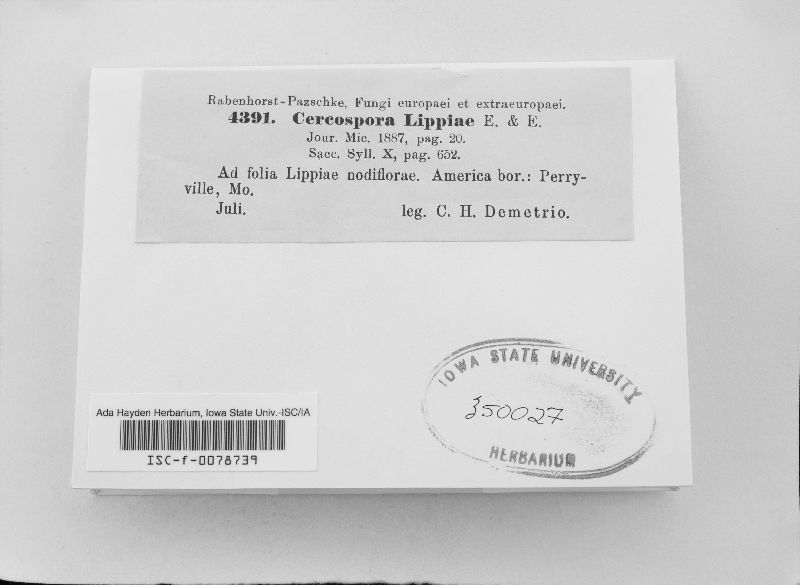 Rabenhorst-Pazschke, Fungi europaei et extraeuropaei.
4391. Cercospora Lippiae E. & E.
Jour. Mic. 1887, pag. 20.
Sacc. Syll. X, pag. 652.
Ad folia Lippiae nodiflorae. America bor.: Perry-
ville, Mo.
Juli. leg. C. H. Demetrio.
IOWA STATE UNIVERSITY
350027
HERBARIUM
Ada Hayden Herbarium, Iowa State Univ.-ISC/IA
ISC-f-0078739